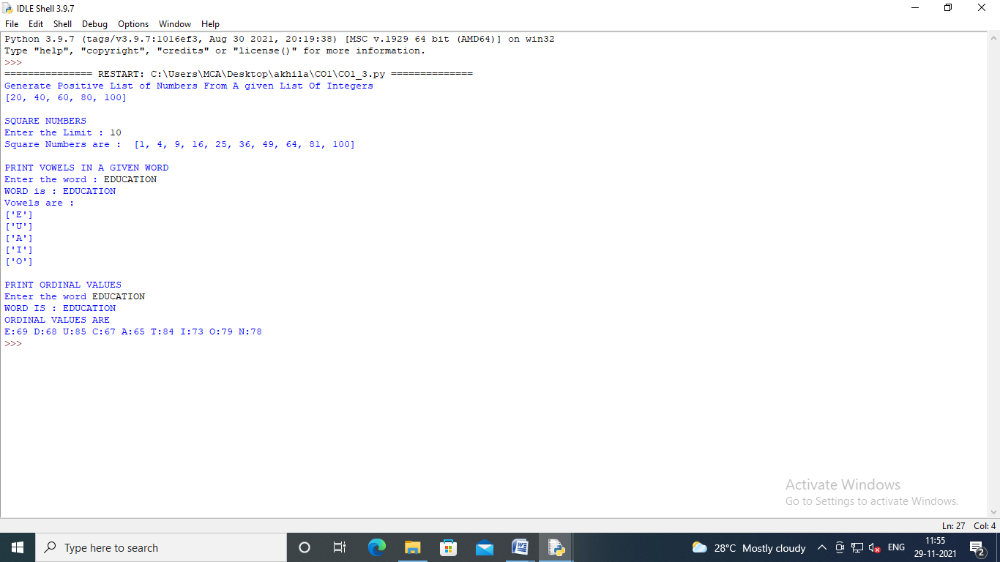 IDLE Shell 3.9.7
File Edit Shell Debug Options Window Help
Python 3.9.7 (tags/v3.9.7:1016ef3, Aug 30 2021, 20:19:38) [MSC v.1929 64 bit (AMD64)] on win32
Type "help", "copyright", "credits" or "license()" for more information.
>>>
=============== RESTART: C:\Users\MCA\Desktop\akhila\CO1\CO1_3.py ==============
Generate Positive List of Numbers From A given List Of Integers
[20, 40, 60, 80, 100]
SQUARE NUMBERS
Enter the Limit : 10
Square Numbers are :  [1, 4, 9, 16, 25, 36, 49, 64, 81, 100]
PRINT VOWELS IN A GIVEN WORD
Enter the word : EDUCATION
WORD is : EDUCATION
Vowels are :
['E']
['U']
['A']
['I']
['O']
PRINT ORDINAL VALUES
Enter the word EDUCATION
WORD IS : EDUCATION
ORDINAL VALUES ARE
E:69 D:68 U:85 C:67 A:65 T:84 I:73 O:79 N:78
>>>
Activate Windows
Go to Settings to activate Windows.
Ln: 27 Col: 4
Type here to search
28°C Mostly cloudy
ENG
11:55
29-11-2021
2